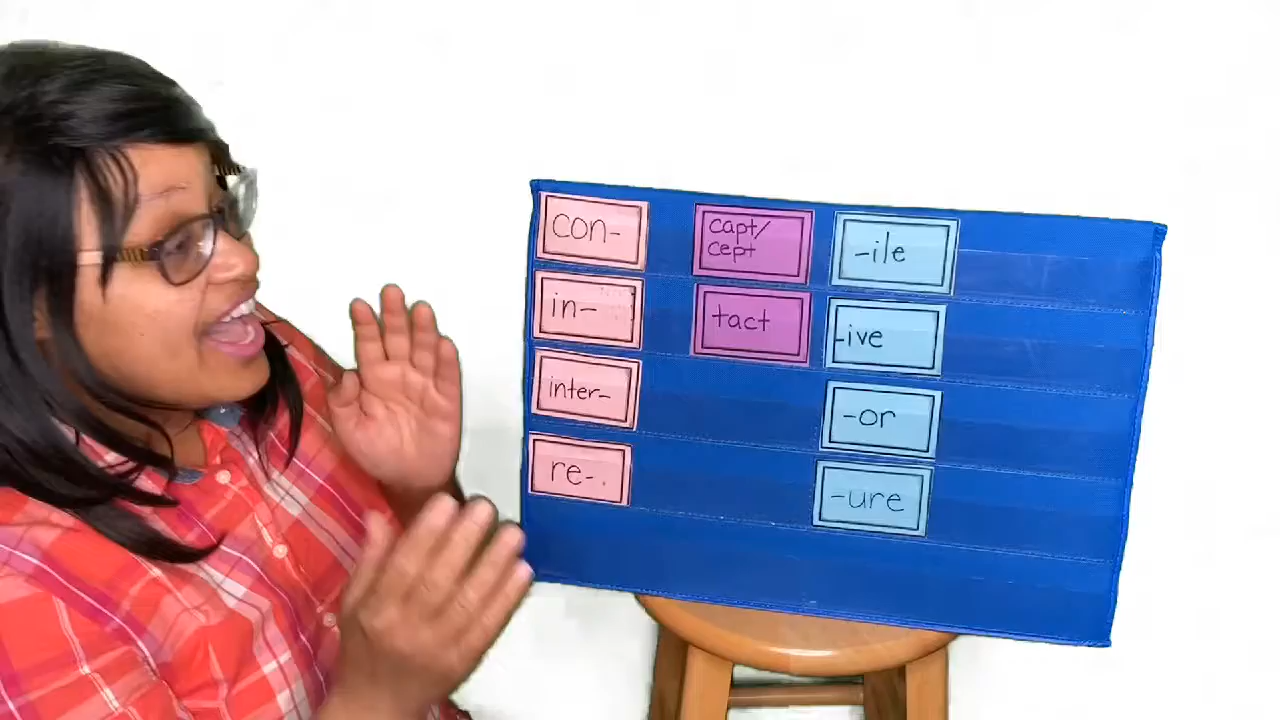 con-
in-
inter-
re-.
capt/
cept
tact
-ile
-ive
-or
-ure